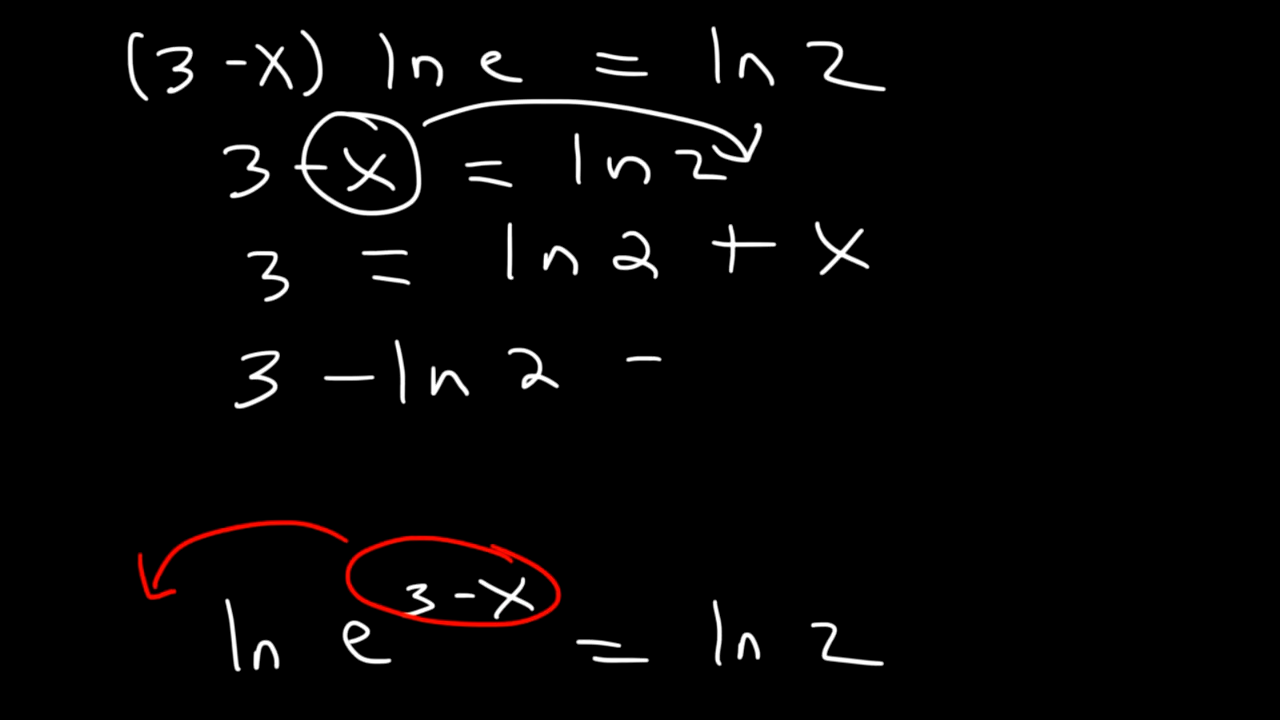 (3-x) ln e = ln 2
3 - x = ln 2
3 = ln 2 + x
3 - ln 2 -
ln e^3-x = ln 2